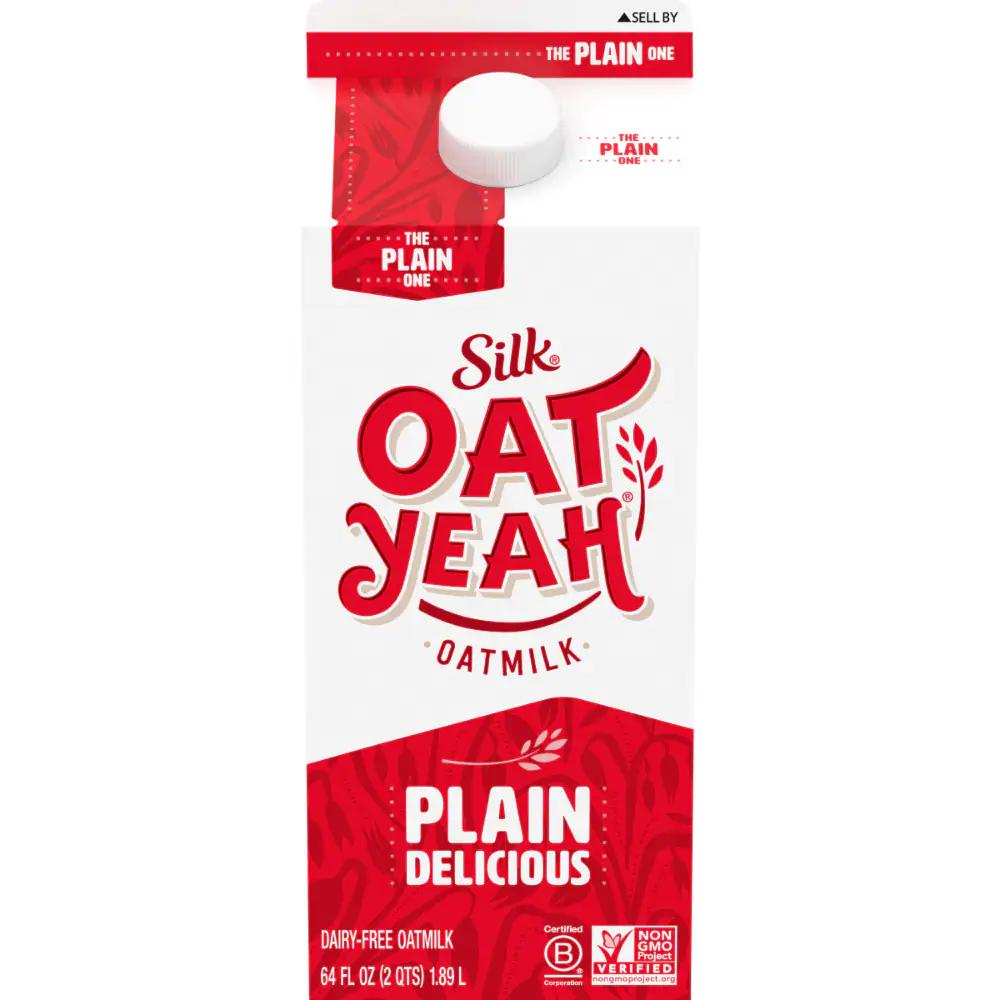 ▲SELL BY
THE PLAIN ONE
THE
PLAIN
ONE
THE
PLAIN
ONE
Silk®
OAT
YEAH®
·OATMILK·
PLAIN
DELICIOUS
DAIRY-FREE OATMILK
64 FL OZ (2 QTS) 1.89 L
Certified
B
®
Corporation
NON
GMO
Project
VERIFIED
nongmoproject.org